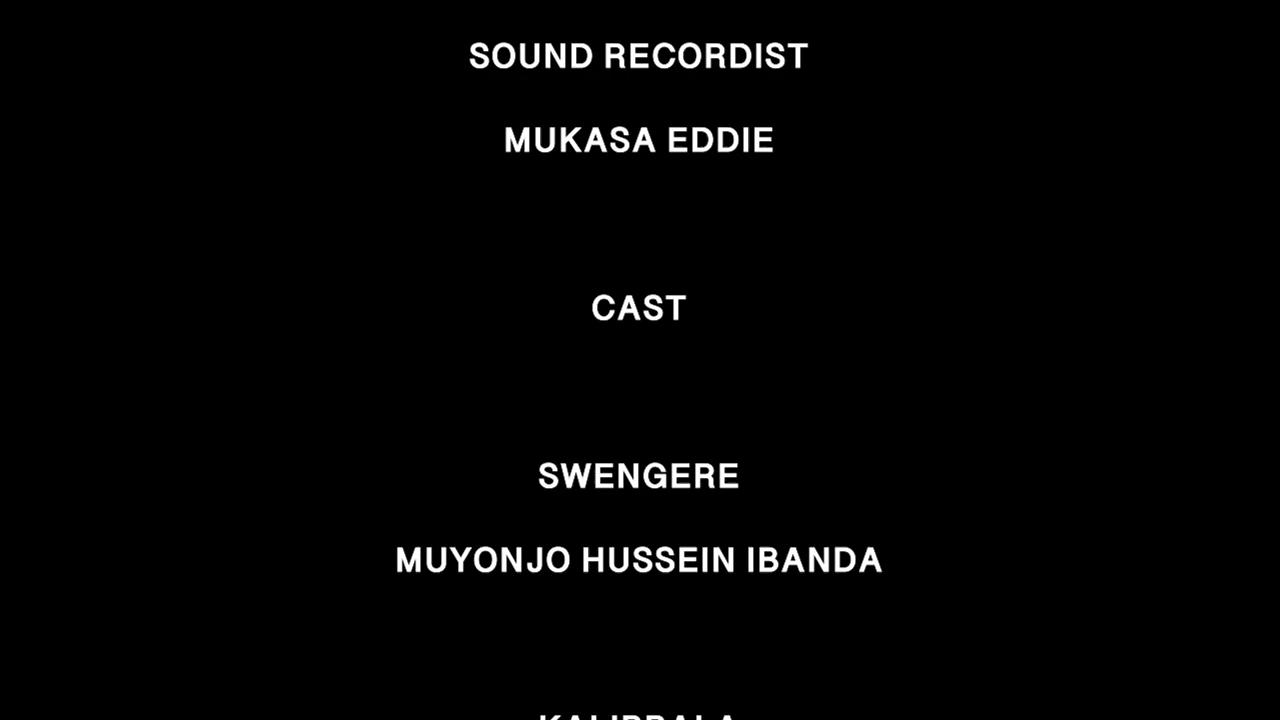 SOUND RECORDIST
MUKASA EDDIE
CAST
SWENGERE
MUYONJO HUSSEIN IBANDA